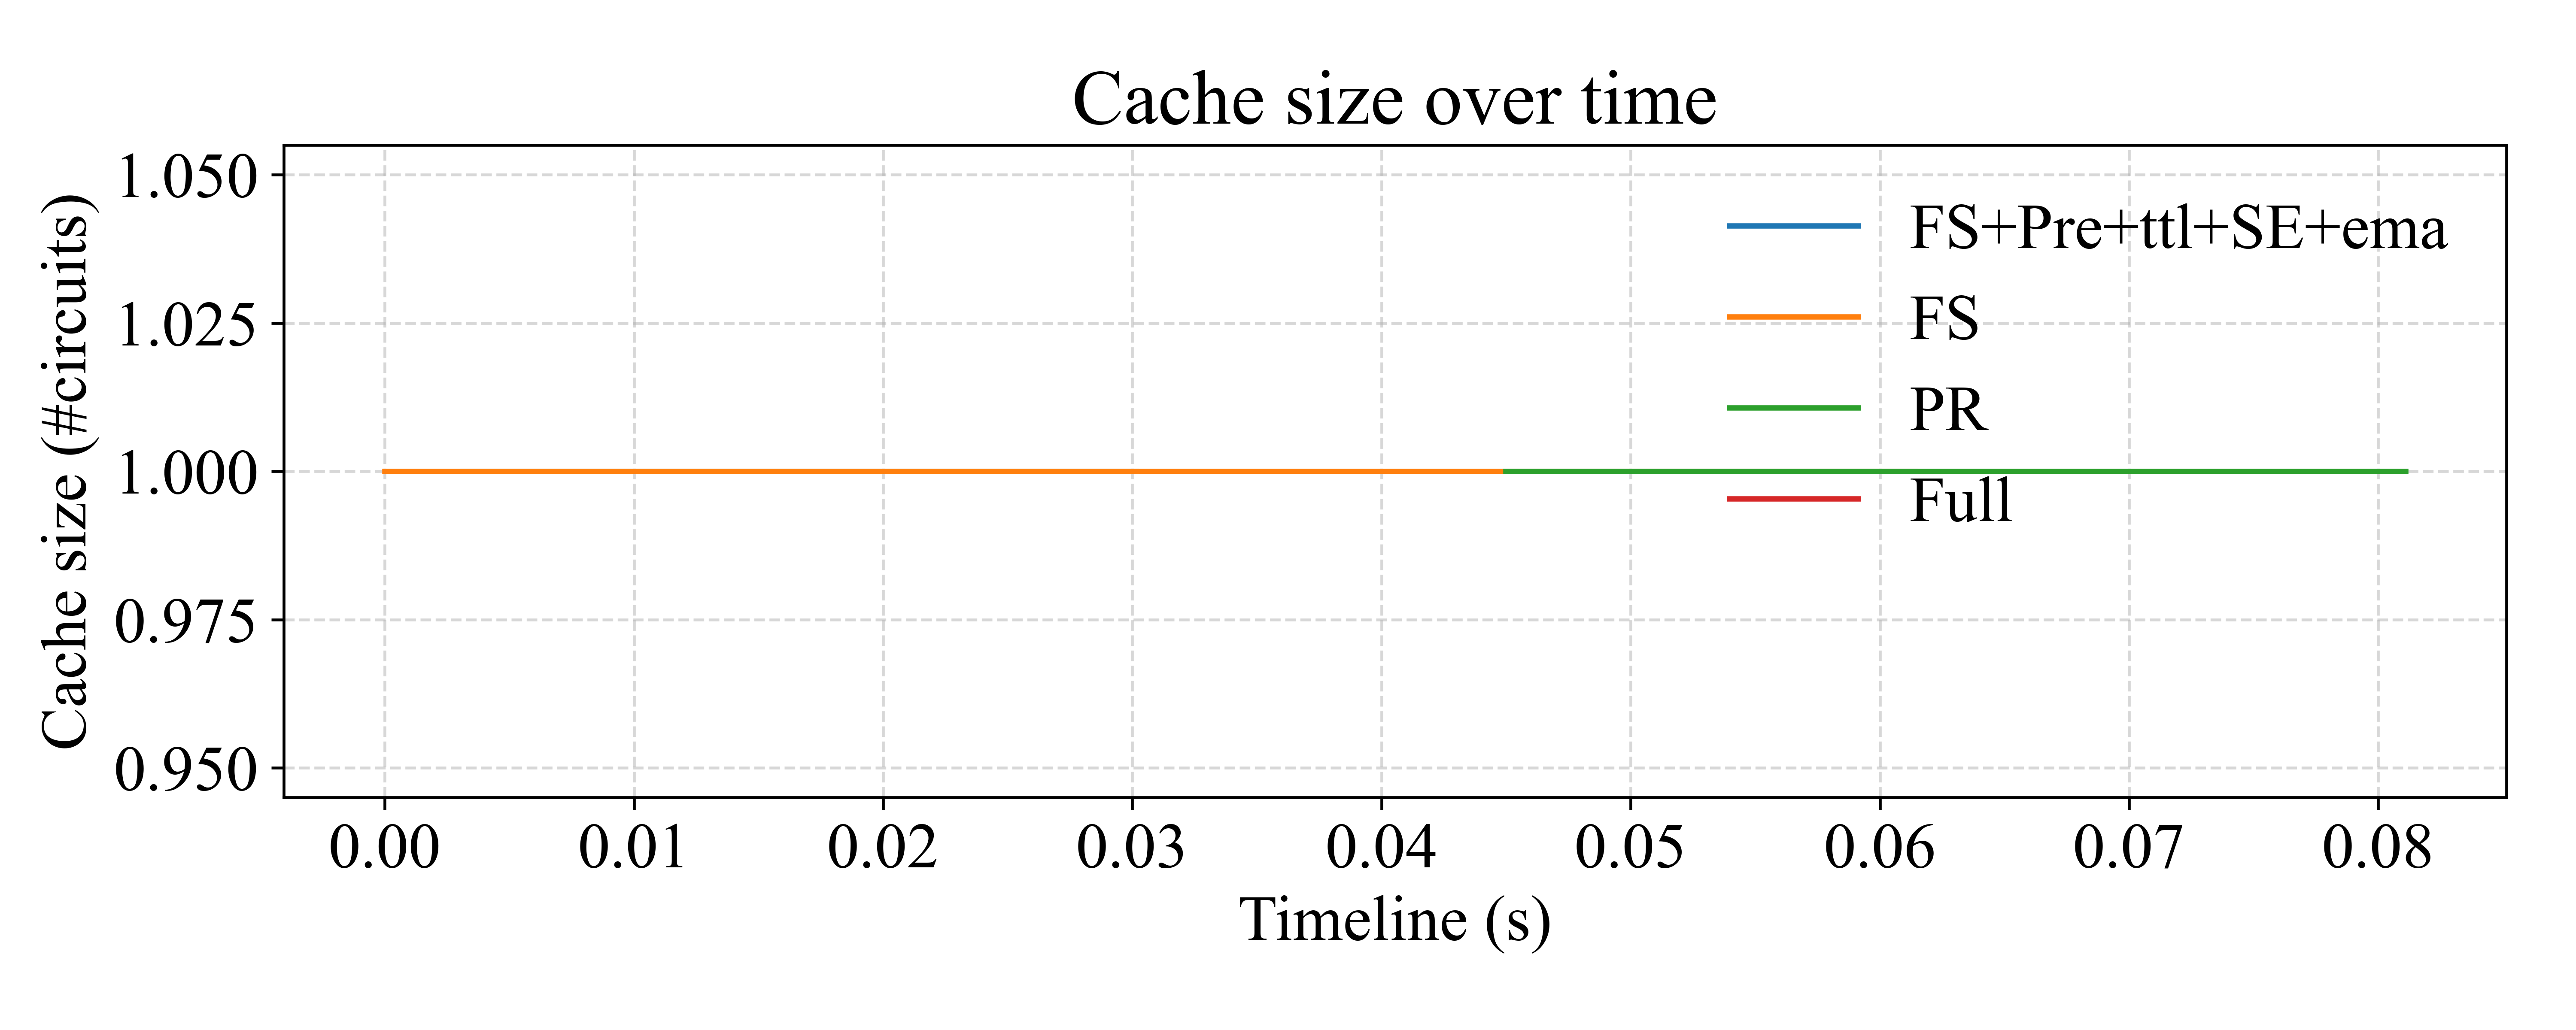 Cache size over time
Cache size (#circuits)
1.050
1.025
1.000
0.975
0.950
FS+Pre+ttl+SE+ema
FS
PR
Full
0.00 0.01 0.02 0.03 0.04 0.05 0.06 0.07 0.08
Timeline (s)